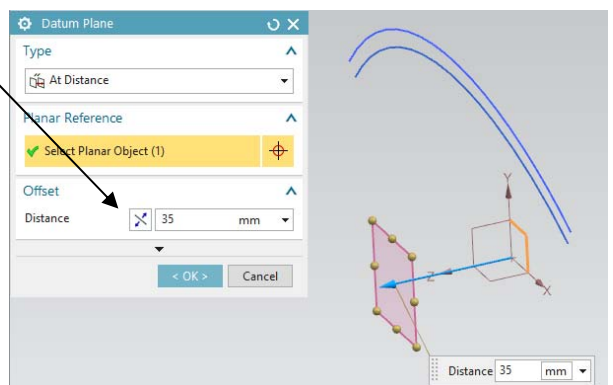 Datum Plane
Type
At Distance
Planar Reference
Select Planar Object (1)
Offset
Distance 35 mm
< OK > Cancel
Y
Z
X
Distance 35 mm